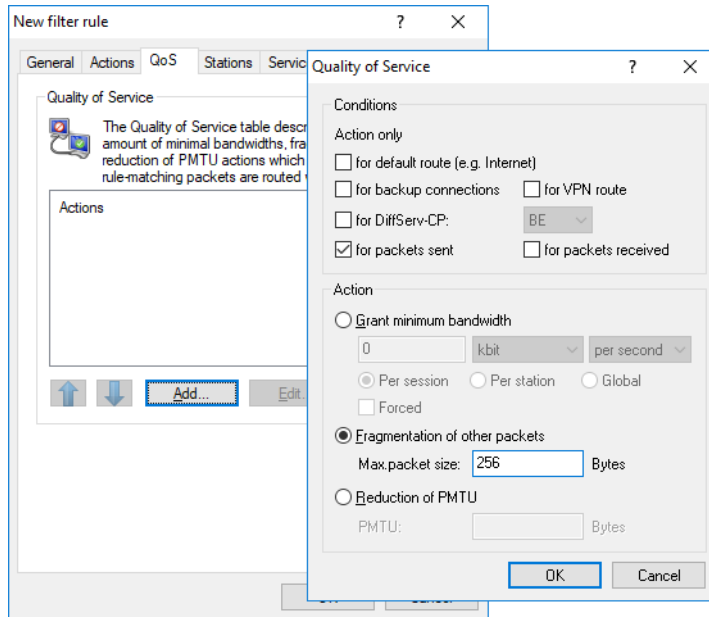 New filter rule
General Actions QoS Stations Servic
Quality of Service
The Quality of Service table descr
amount of minimal bandwidths, fra
reduction of PMTU actions which
rule-matching packets are routed
Actions
Add...
Edit.
Quality of Service
Conditions
Action only
for default route (e.g. Internet)
for backup connections for VPN route
for DiffServ-CP: BE
for packets sent for packets received
Action
Grant minimum bandwidth
0 kbit per second
Per session Per station Global
Forced
Fragmentation of other packets
Max.packet size: 256 Bytes
Reduction of PMTU
PMTU: Bytes
OK Cancel